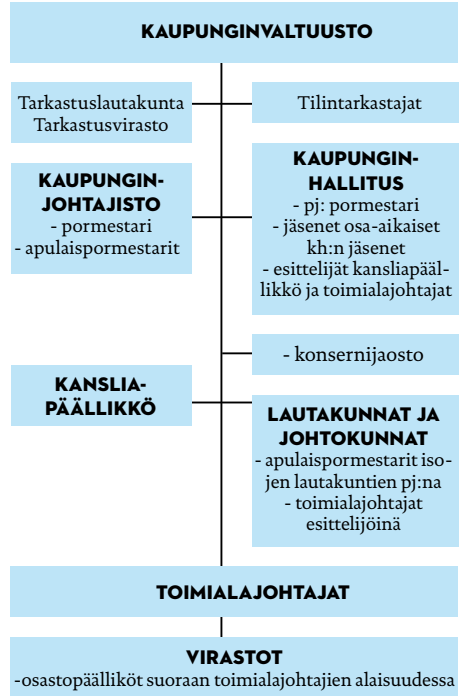 KAUPUNGINVALTUUSTO
Tarkastuslautakunta
Tarkastusvirasto
Tilintarkastajat
KAUPUNGIN-
JOHTAJISTO
- pormestari
- apulaispormestarit
KAUPUNGIN-
HALLITUS
- pj: pormestari
- jäsenet osa-aikaiset
kh:n jäsenet
- esittelijät kansliapääl-
likkö ja toimialajohtajat
- konsernijaosto
KANSLIA-
PÄÄLLIKKÖ
LAUTAKUNNAT JA
JOHTOKUNNAT
- apulaispormestarit iso-
jen lautakuntien pj:na
- toimialajohtajat
esittelijöinä
TOIMIALAJOHTAJAT
VIRASTOT
-osastopäälliköt suoraan toimialajohtajien alaisuudessa